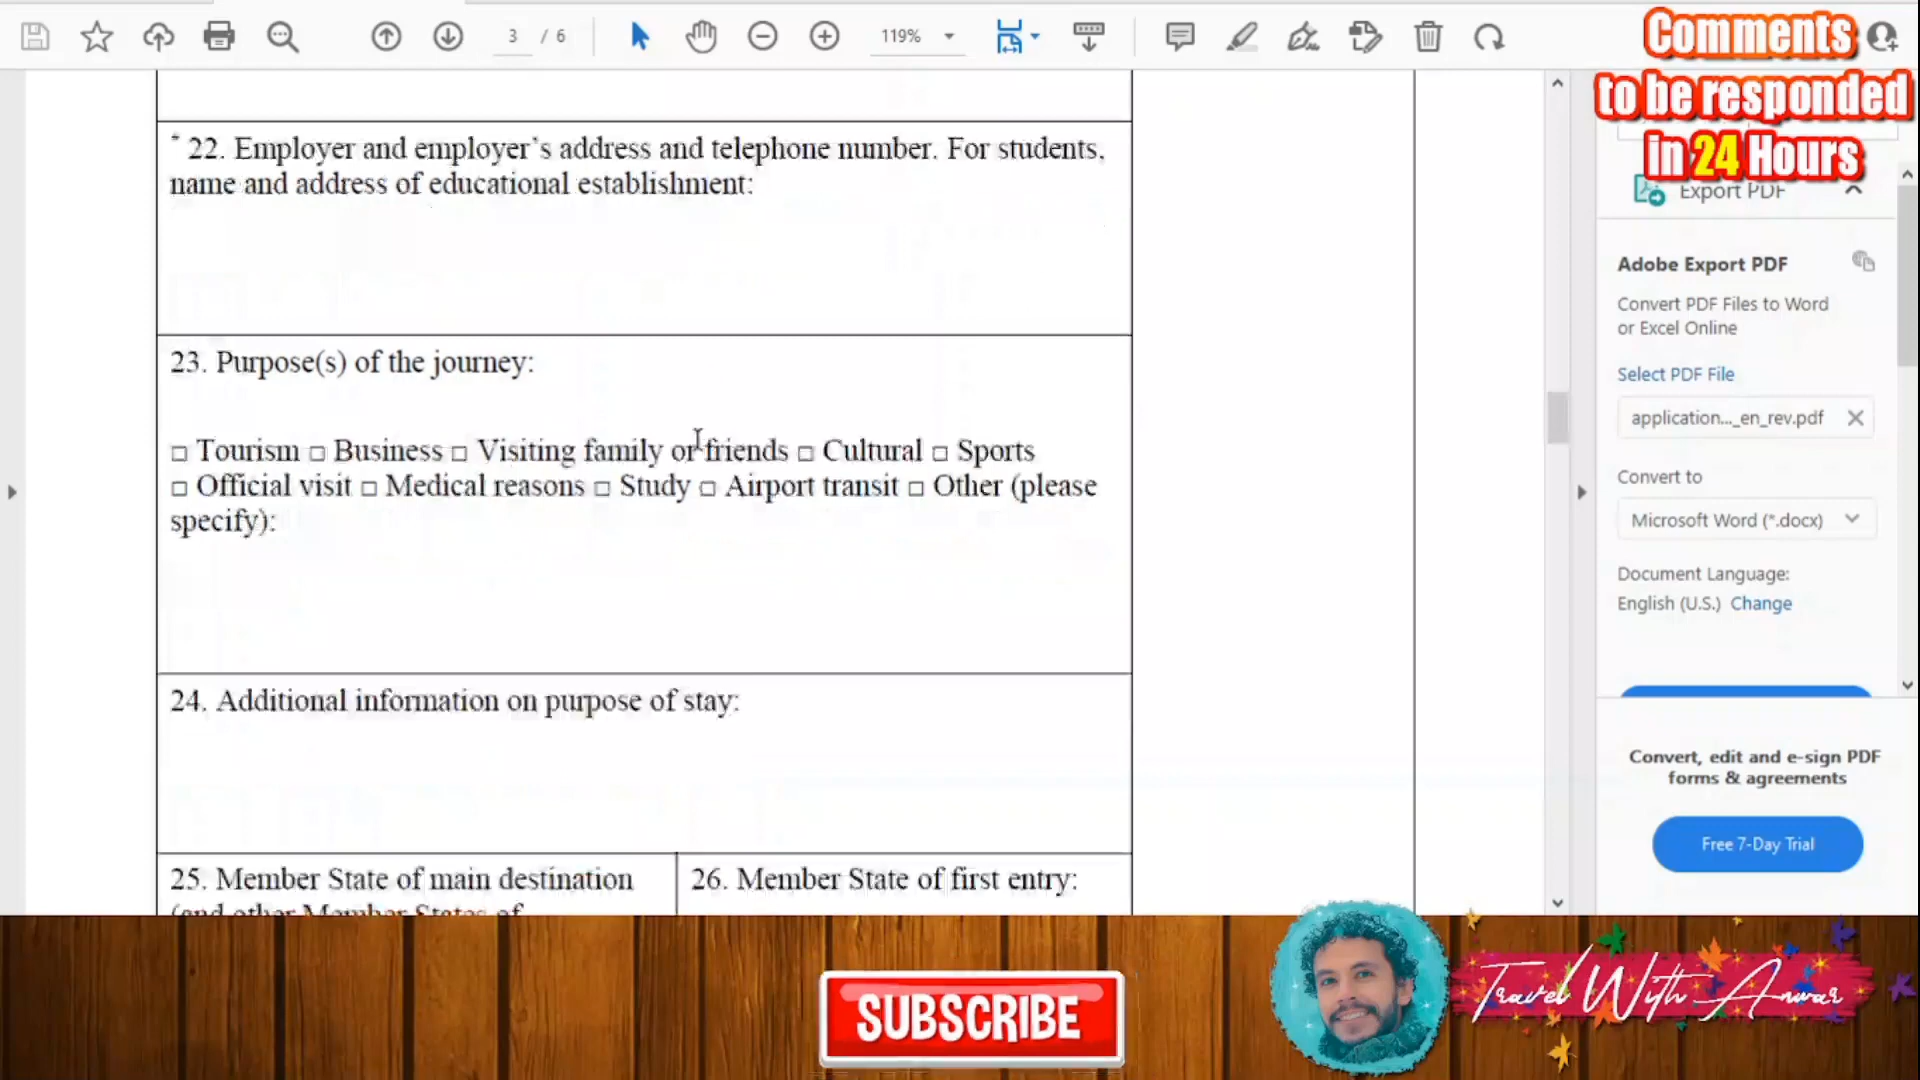 3 / 6
119%
Comments
to be responded
in 24 Hours
* 22. Employer and employer's address and telephone number. For students,
name and address of educational establishment:
23. Purpose(s) of the journey:
□ Tourism □ Business □ Visiting family or friends □ Cultural □ Sports
□ Official visit □ Medical reasons □ Study □ Airport transit □ Other (please
specify):
24. Additional information on purpose of stay:
25. Member State of main destination
(and other Member States of
26. Member State of first entry:
Export PDF
Adobe Export PDF
Convert PDF Files to Word
or Excel Online
Select PDF File
application..._en_rev.pdf
Convert to
Microsoft Word (*.docx)
Document Language:
English (U.S.) Change
Convert, edit and e-sign PDF
forms & agreements
Free 7-Day Trial
SUBSCRIBE
Travel With Anwar